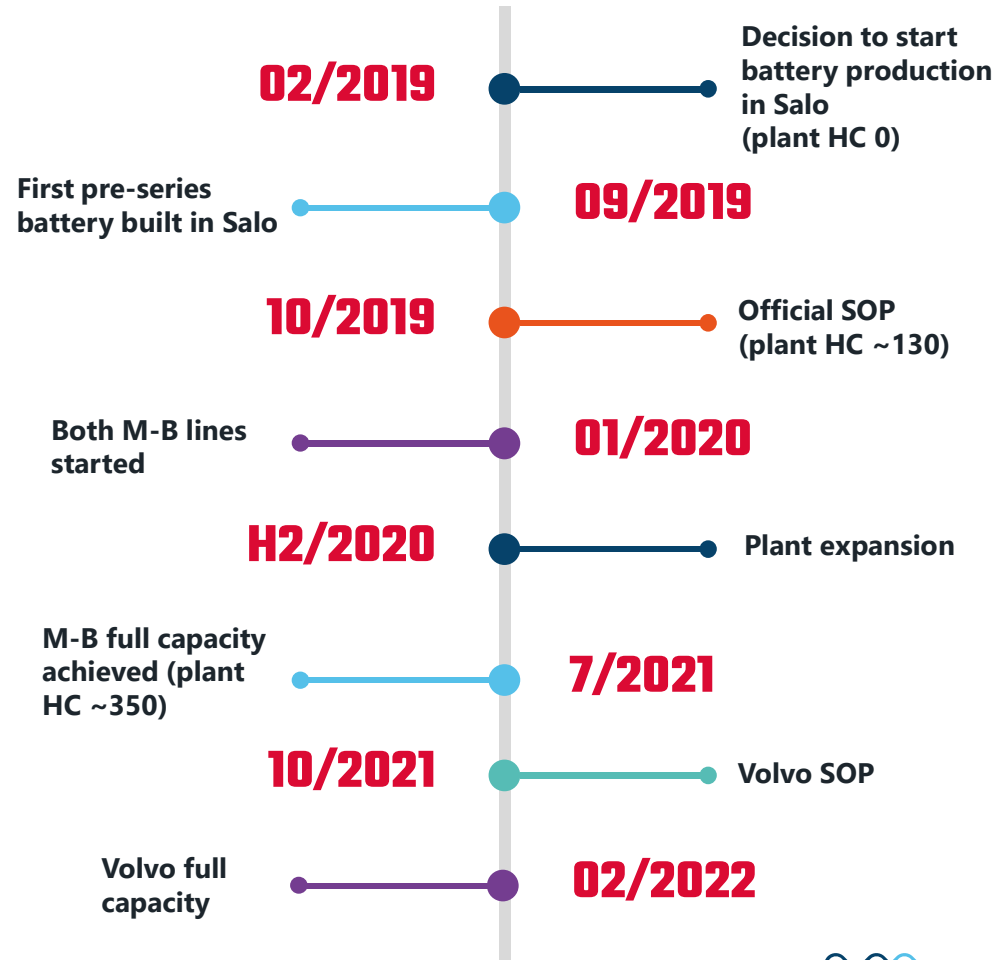 02/2019
Decision to start
battery production
in Salo
(plant HC 0)
First pre-series
battery built in Salo
09/2019
10/2019
Official SOP
(plant HC ~130)
Both M-B lines
started
01/2020
H2/2020
Plant expansion
M-B full capacity
achieved (plant
HC ~350)
7/2021
10/2021
Volvo SOP
Volvo full
capacity
02/2022